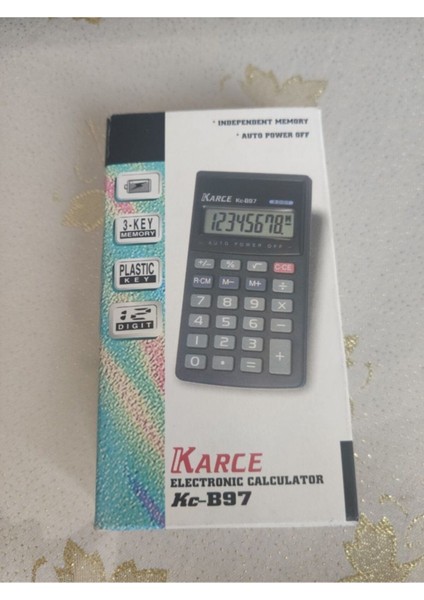 * INDEPENDENT MEMORY
* AUTO POWER OFF
3-KEY
MEMORY
PLASTIC
KEY
12
DIGIT
KARCE Kc-B97
12345678.
AUTO POWER OFF
+/- % √ C·CE
R·CM M- M+ ÷
7 8 9 ×
4 5 6 -
1 2 3 +
0 ·  =
KARCE
ELECTRONIC CALCULATOR
Kc-B97